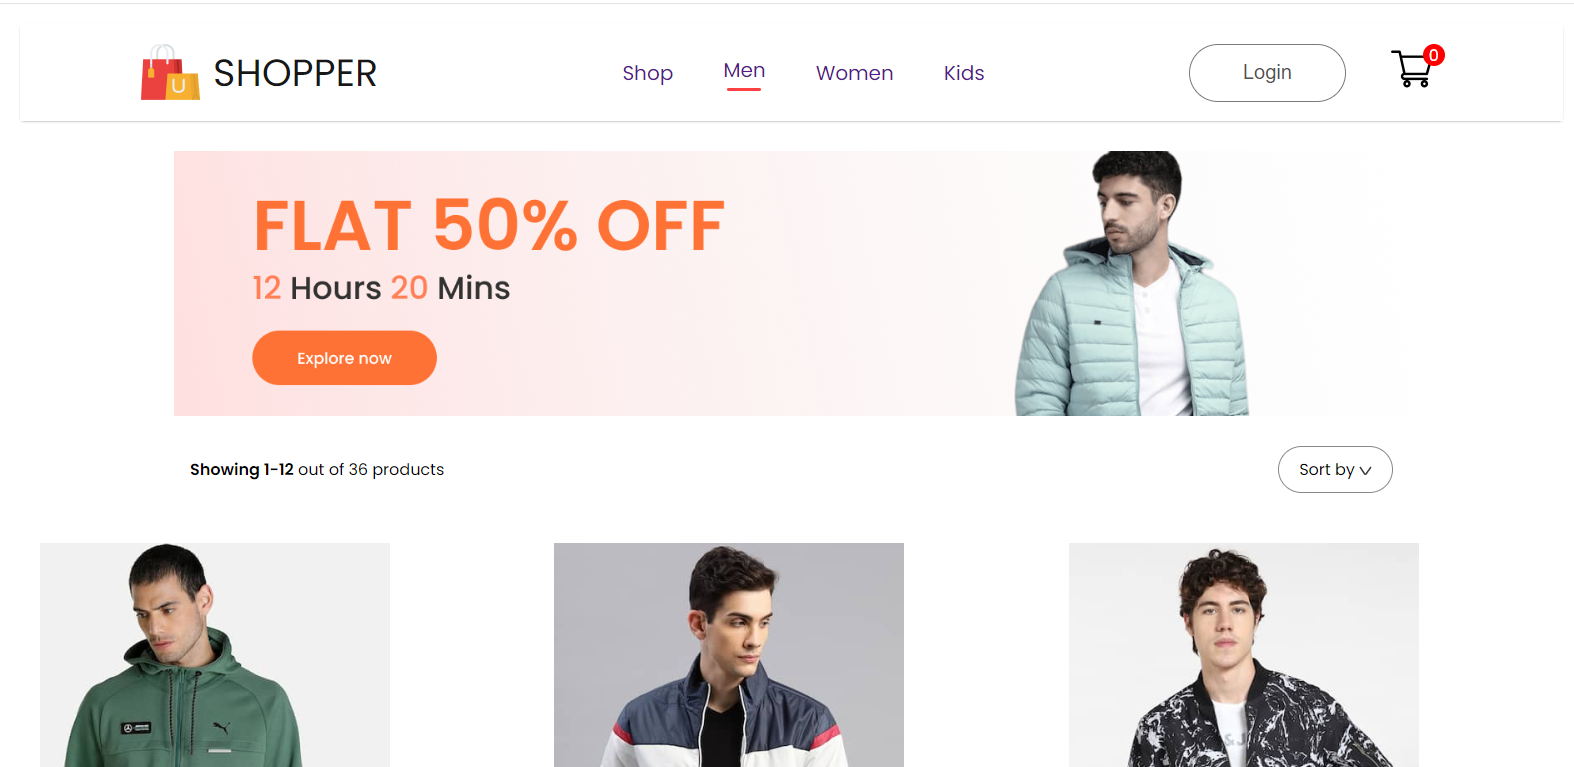 U
SHOPPER
Shop
Men
Women
Kids
Login
0
FLAT 50% OFF
12 Hours 20 Mins
Explore now
Showing 1-12 out of 36 products
Sort by
& J